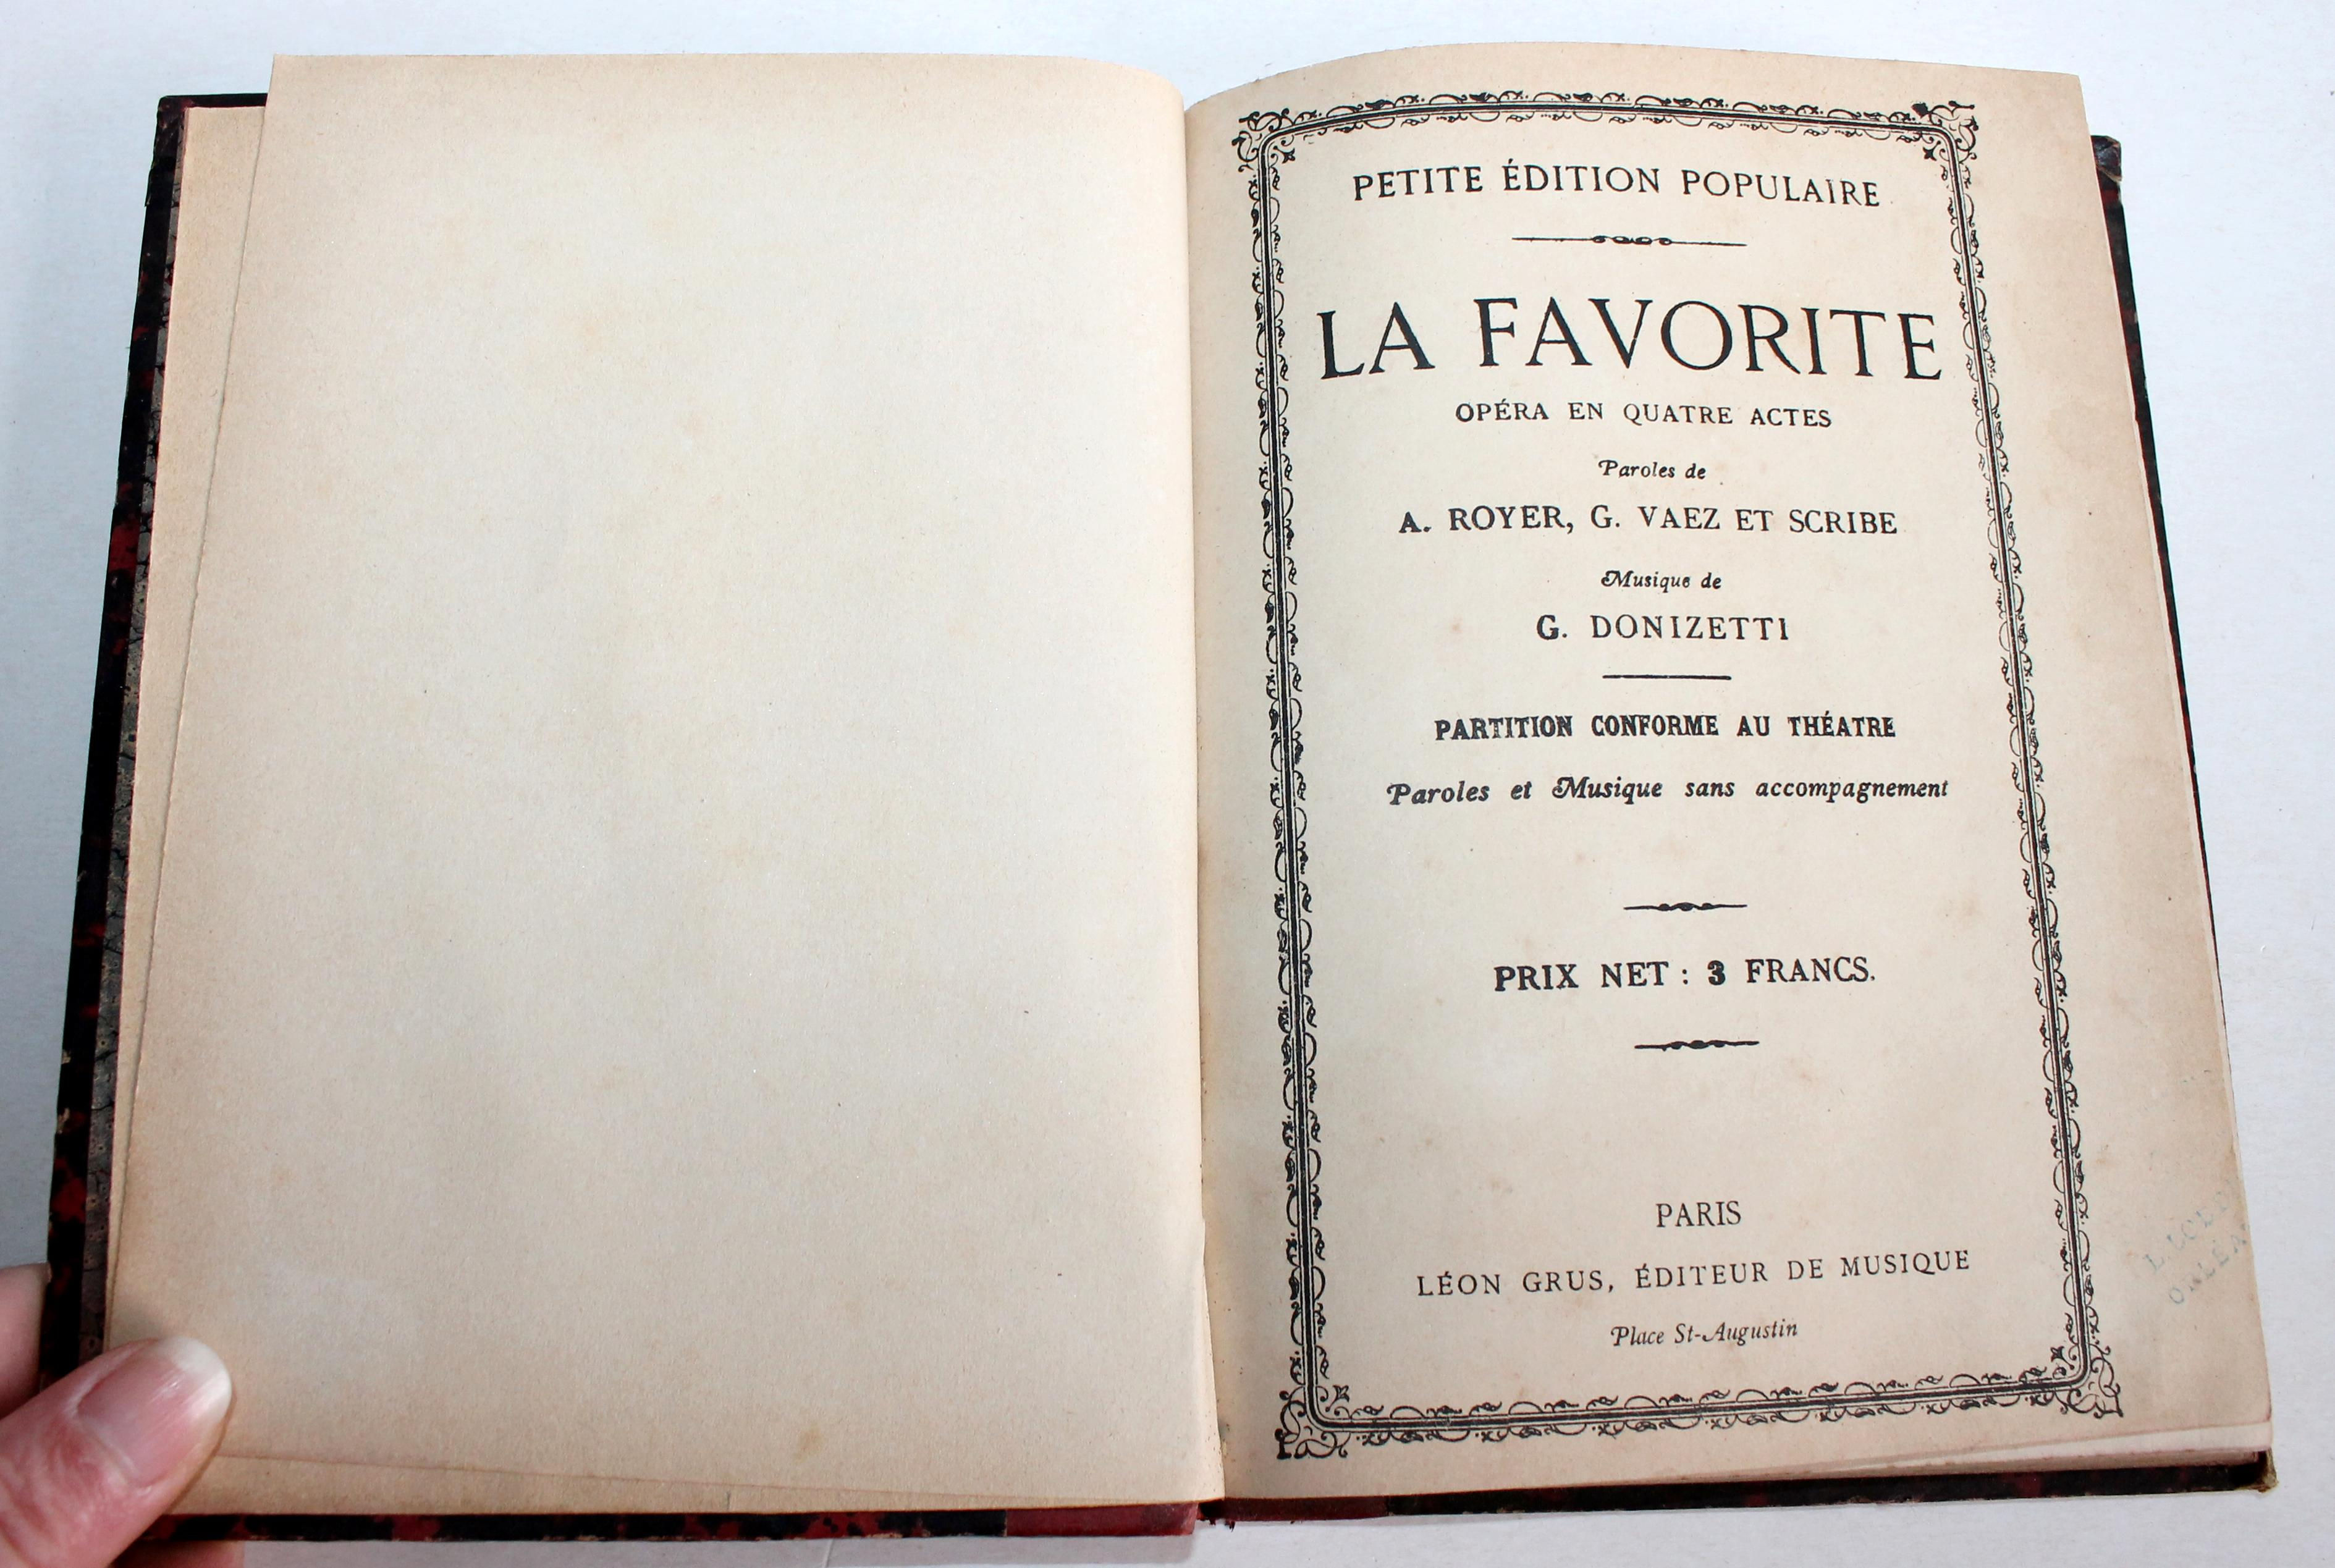 PETITE ÉDITION POPULAIRE
LA FAVORITE
OPÉRA EN QUATRE ACTES
Paroles de
A. ROYER, G. VAEZ ET SCRIBE
Musique de
G. DONIZETTI
PARTITION CONFORME AU THÉATRE
Paroles et Musique sans accompagnement
PRIX NET : 3 FRANCS.
PARIS
LÉON GRUS, ÉDITEUR DE MUSIQUE
Place St-Augustin